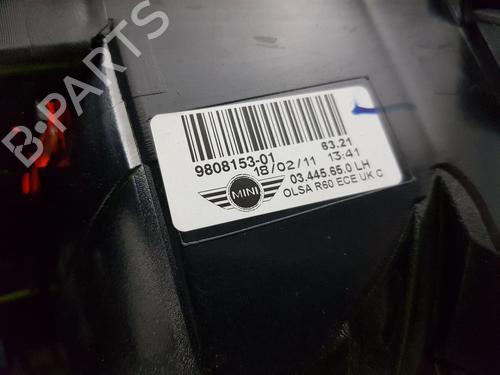 B-PARTS
9808153-01 63.21
18/02/11 13:41
MINI
03.445.65.0 LH
OLSA R60 ECE UK C